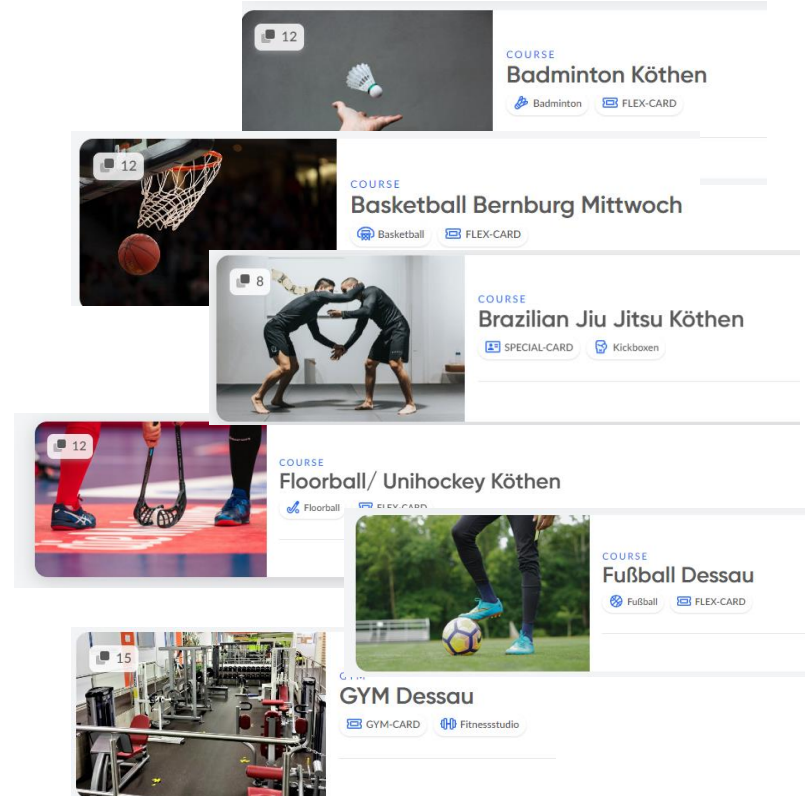 12
COURSE
Badminton Köthen
Badminton FLEX-CARD
12
COURSE
Basketball Bernburg Mittwoch
Basketball FLEX-CARD
8
COURSE
Brazilian Jiu Jitsu Köthen
SPECIAL-CARD Kickboxen
12
COURSE
Floorball/ Unihockey Köthen
Floorball FLEX-CARD
COURSE
Fußball Dessau
Fußball FLEX-CARD
15
GYM Dessau
GYM-CARD Fitnessstudio